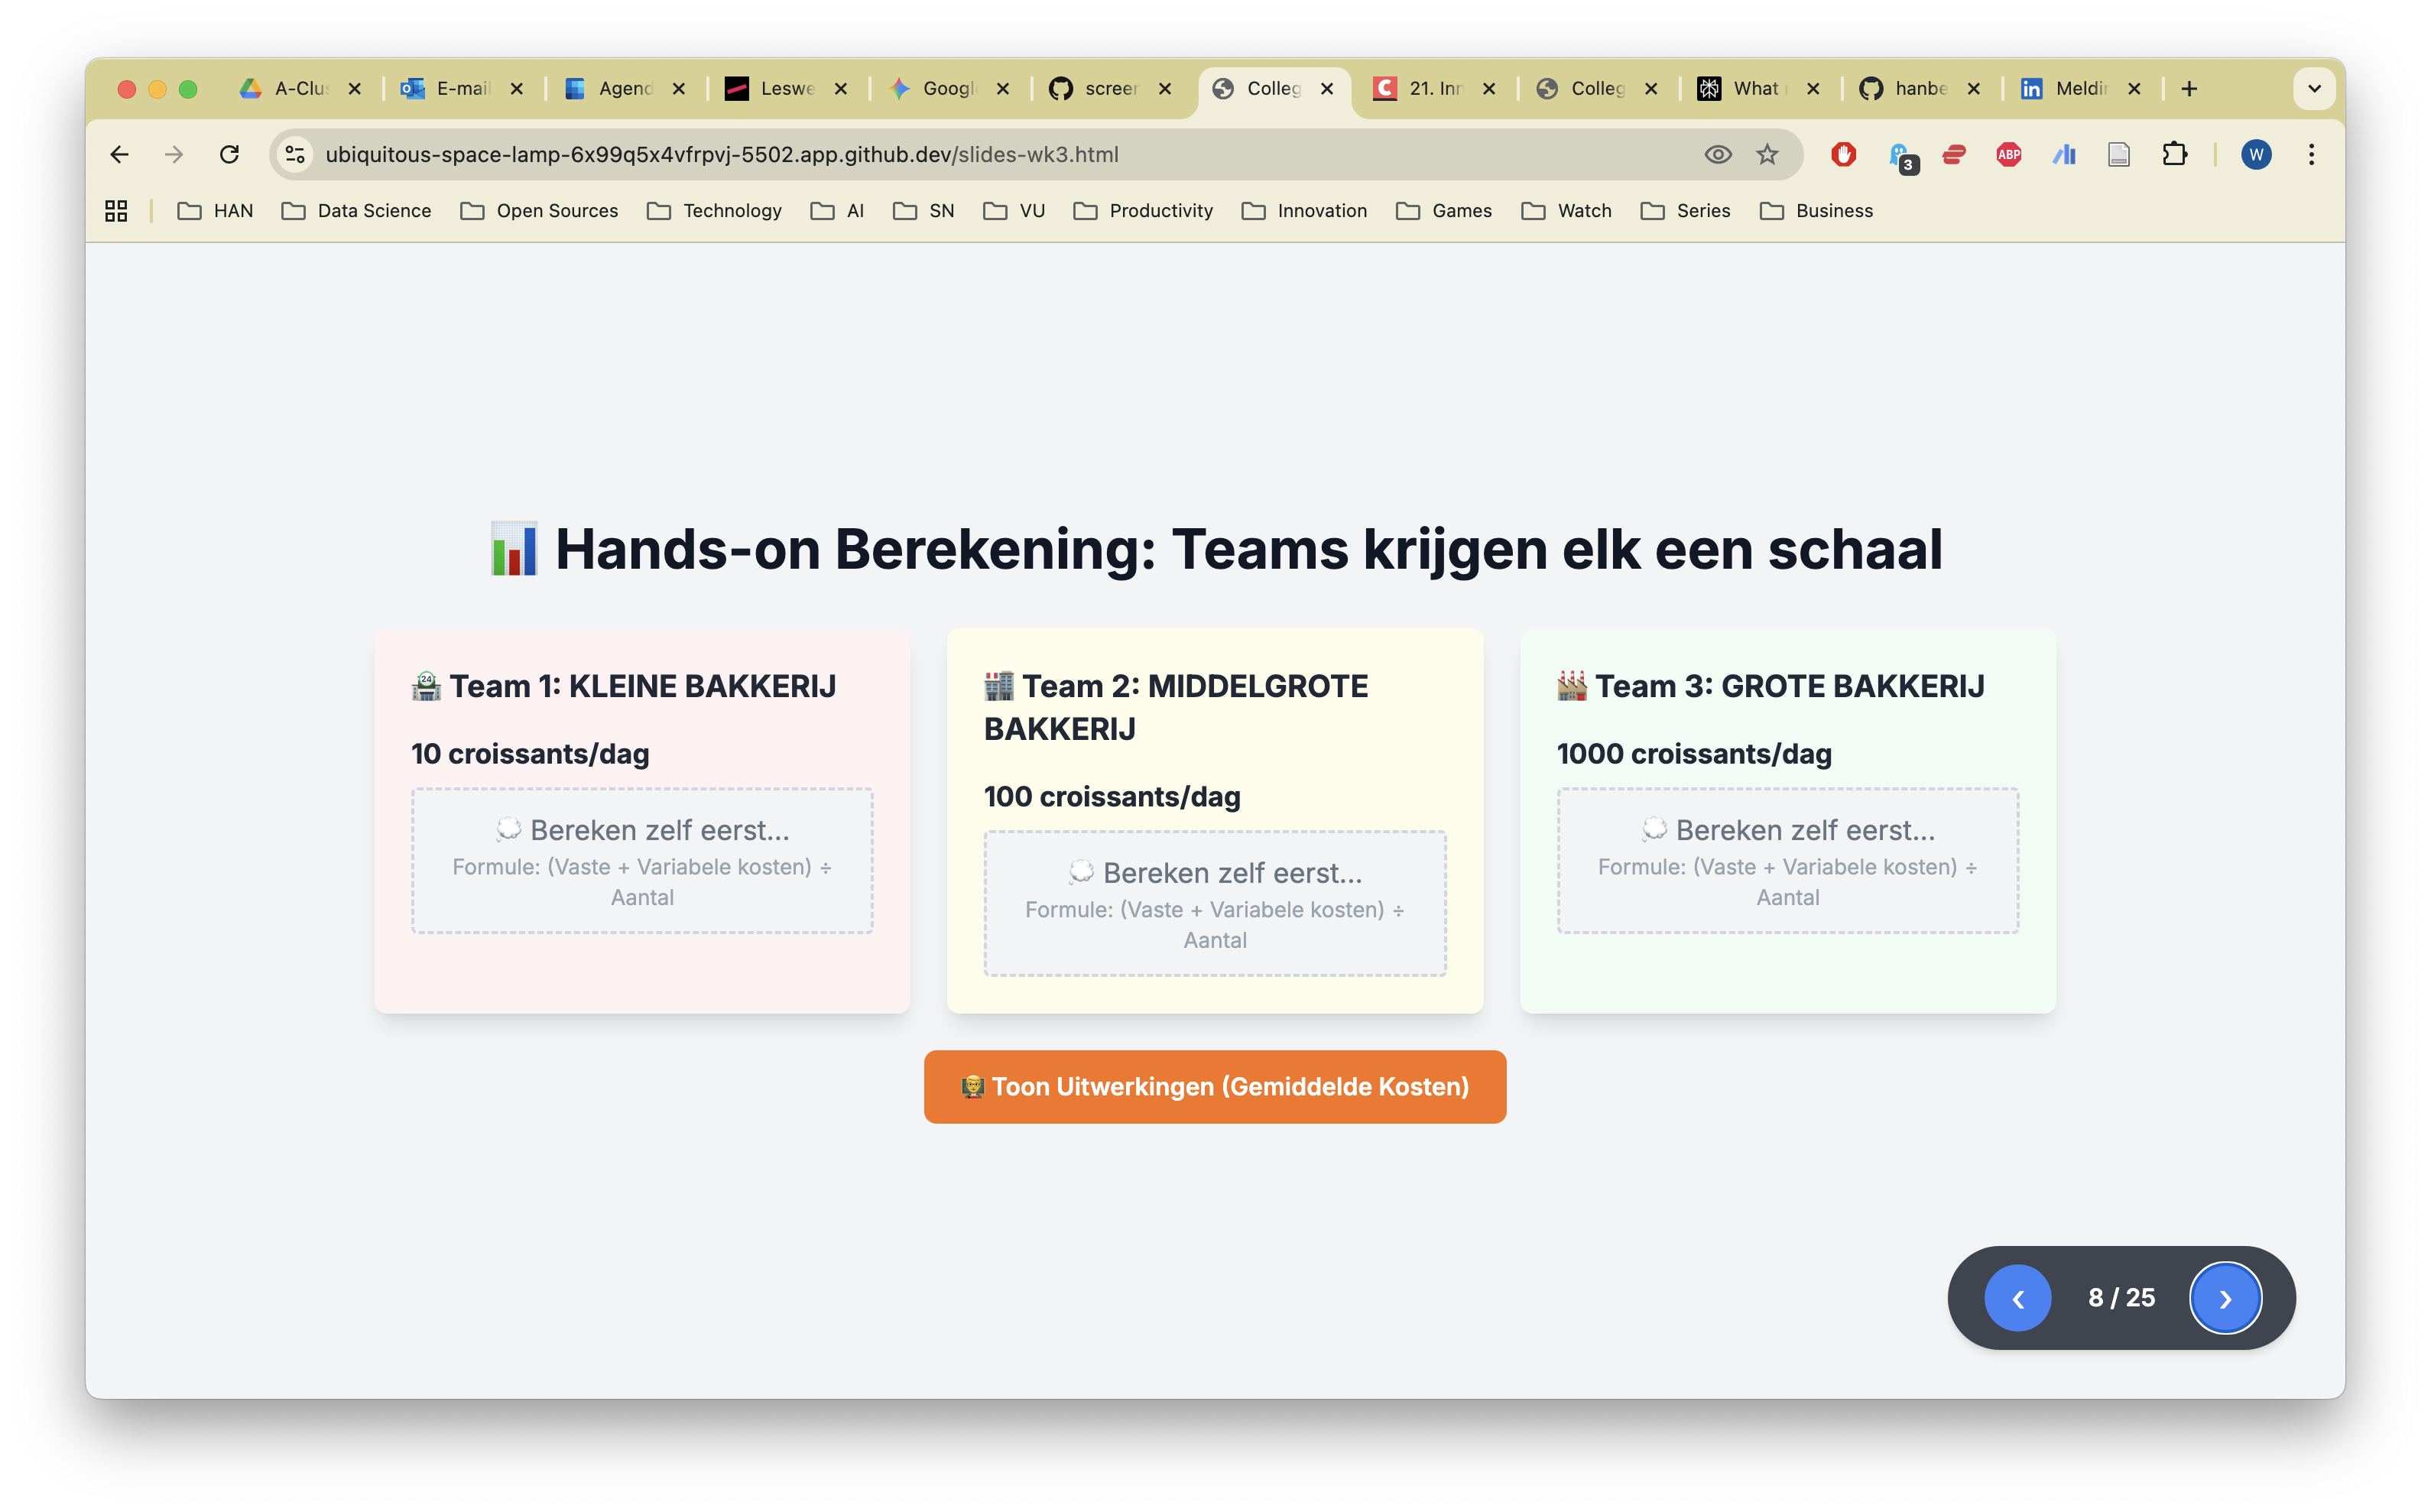 A-Clus
E-mail
Agend
Leswe
Googl
screen
Colleg
21. Inn
Colleg
What
hanbe
Meldin
ubiquitous-space-lamp-6x99q5x4vfrpvj-5502.app.github.dev/slides-wk3.html
3
ABP
W
HAN
Data Science
Open Sources
Technology
AI
SN
VU
Productivity
Innovation
Games
Watch
Series
Business
📊 Hands-on Berekening: Teams krijgen elk een schaal
🏪 Team 1: KLEINE BAKKERIJ
10 croissants/dag
💭 Bereken zelf eerst...
Formule: (Vaste + Variabele kosten) ÷
Aantal
🏬 Team 2: MIDDELGROTE
BAKKERIJ
100 croissants/dag
💭 Bereken zelf eerst...
Formule: (Vaste + Variabele kosten) ÷
Aantal
🏭 Team 3: GROTE BAKKERIJ
1000 croissants/dag
💭 Bereken zelf eerst...
Formule: (Vaste + Variabele kosten) ÷
Aantal
👨‍🏫 Toon Uitwerkingen (Gemiddelde Kosten)
‹ 8 / 25 ›